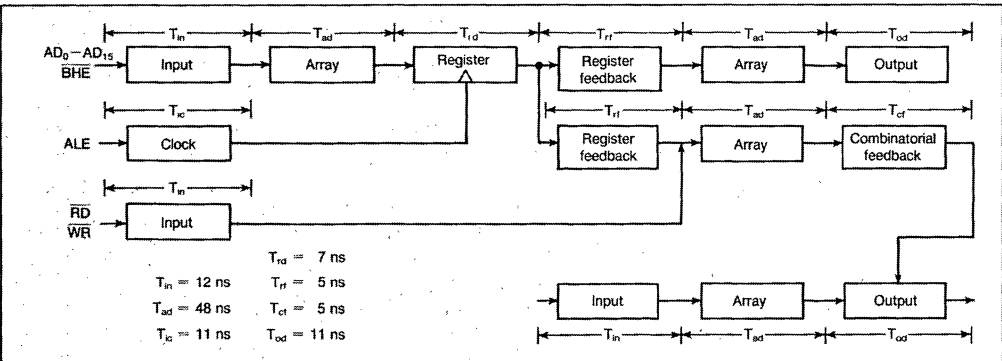 T_in T_ad T_rd T_rf T_ad T_od
AD₀ – AD₁₅
BHE
Input
Array
Register
Register feedback
Array
Output
T_ic T_rf T_ad T_cf
ALE
Clock
Register feedback
Array
Combinatorial feedback
T_in
RD
WR
Input
T_rd = 7 ns
T_in = 12 ns T_rf = 5 ns
T_ad = 48 ns T_cf = 5 ns
T_ic = 11 ns T_od = 11 ns
Input
Array
Output
T_in T_ad T_od